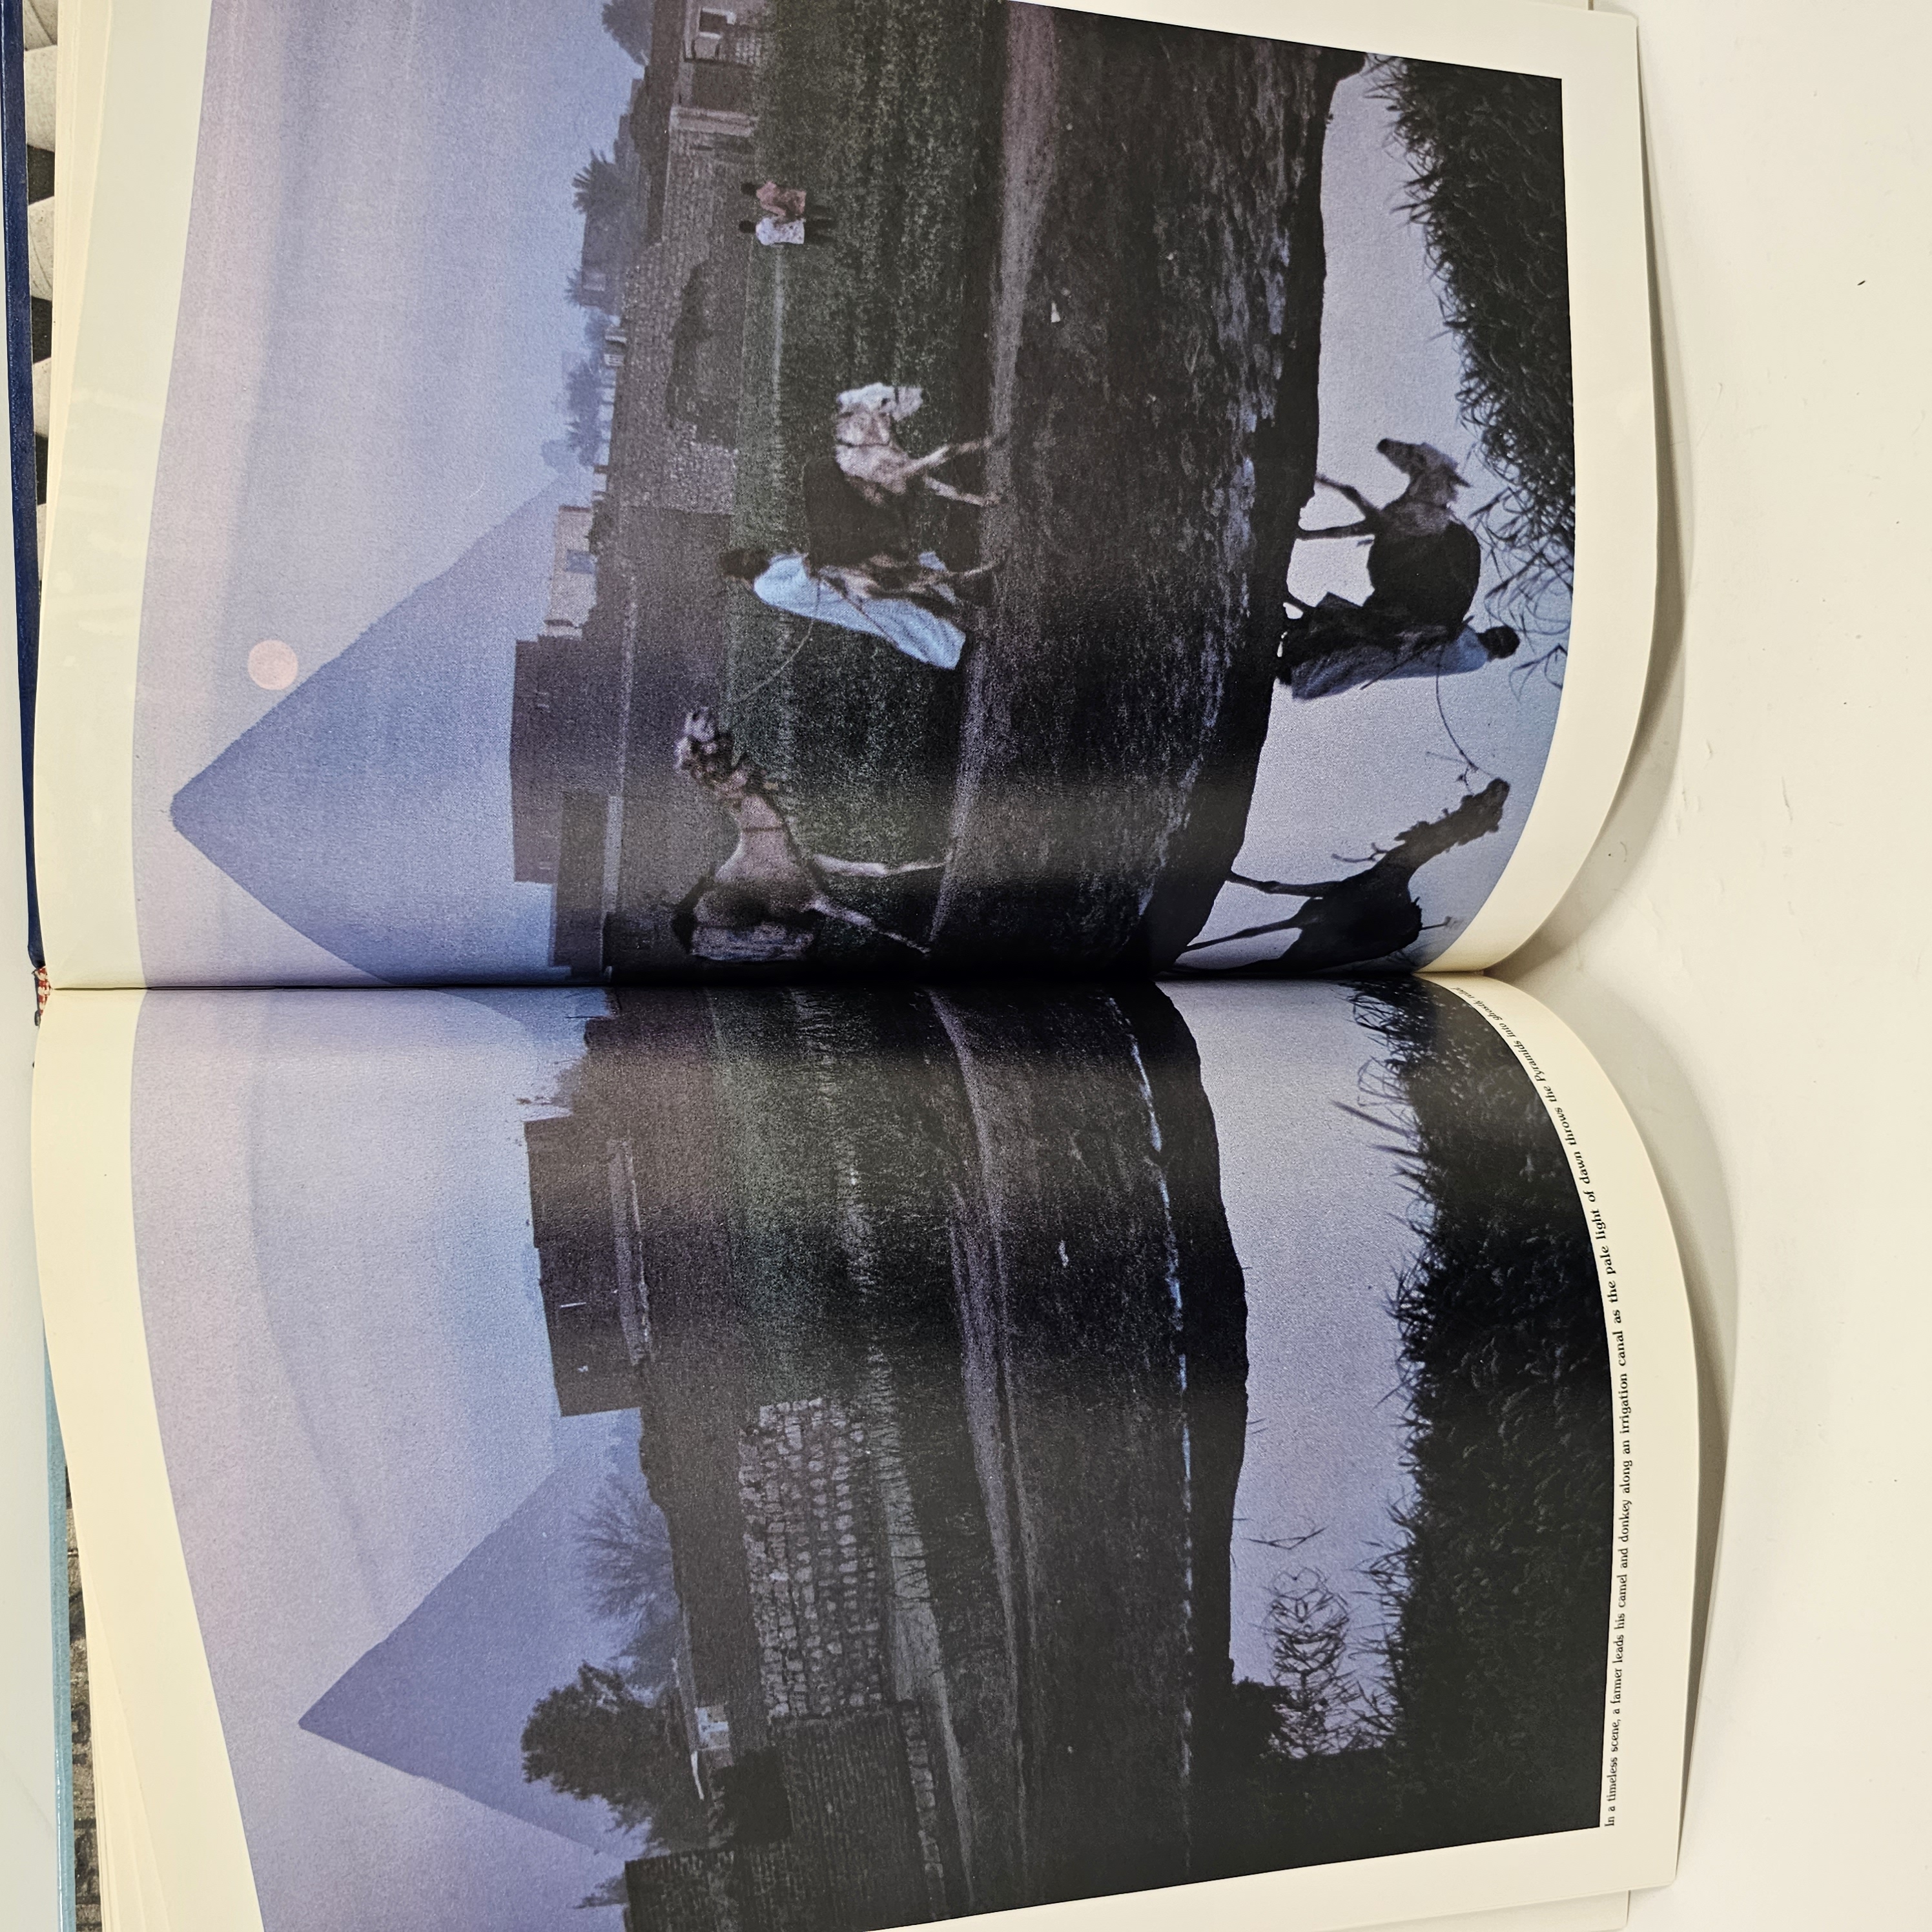 In a timeless scene, a farmer leads his camel and donkey along an irrigation canal as the pale light of dawn throws the Pyramids into ghostly relief.